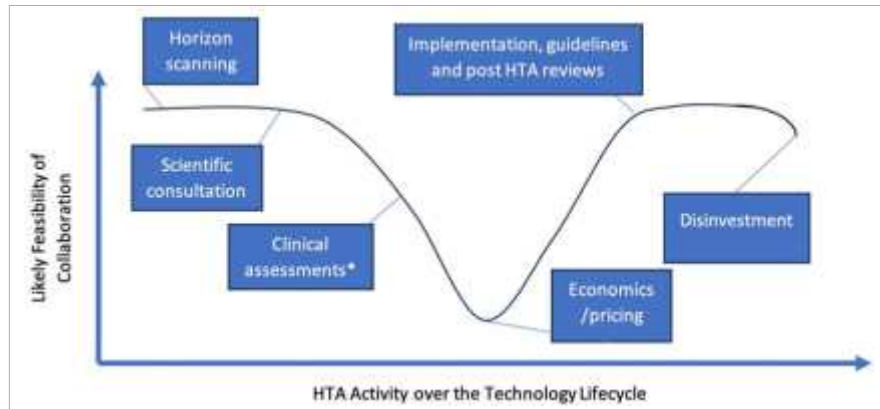 Horizon
scanning
Implementation, guidelines
and post HTA reviews
Scientific
consultation
Clinical
assessments*
Disinvestment
Economics
/pricing
Likely Feasibility of
Collaboration
HTA Activity over the Technology Lifecycle